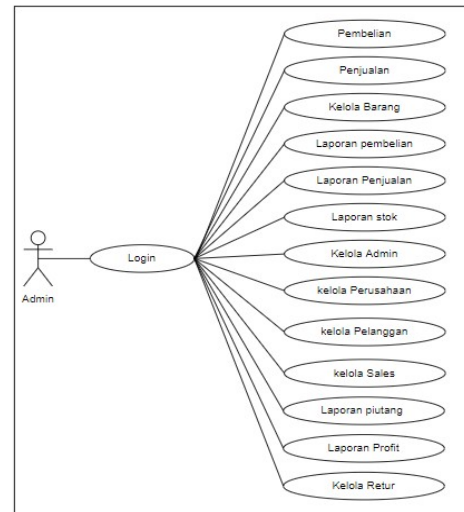 Pembelian
Penjualan
Kelola Barang
Laporan pembelian
Laporan Penjualan
Laporan stok
Login
Kelola Admin
Admin
kelola Perusahaan
kelola Pelanggan
kelola Sales
Laporan piutang
Laporan Profit
Kelola Retur